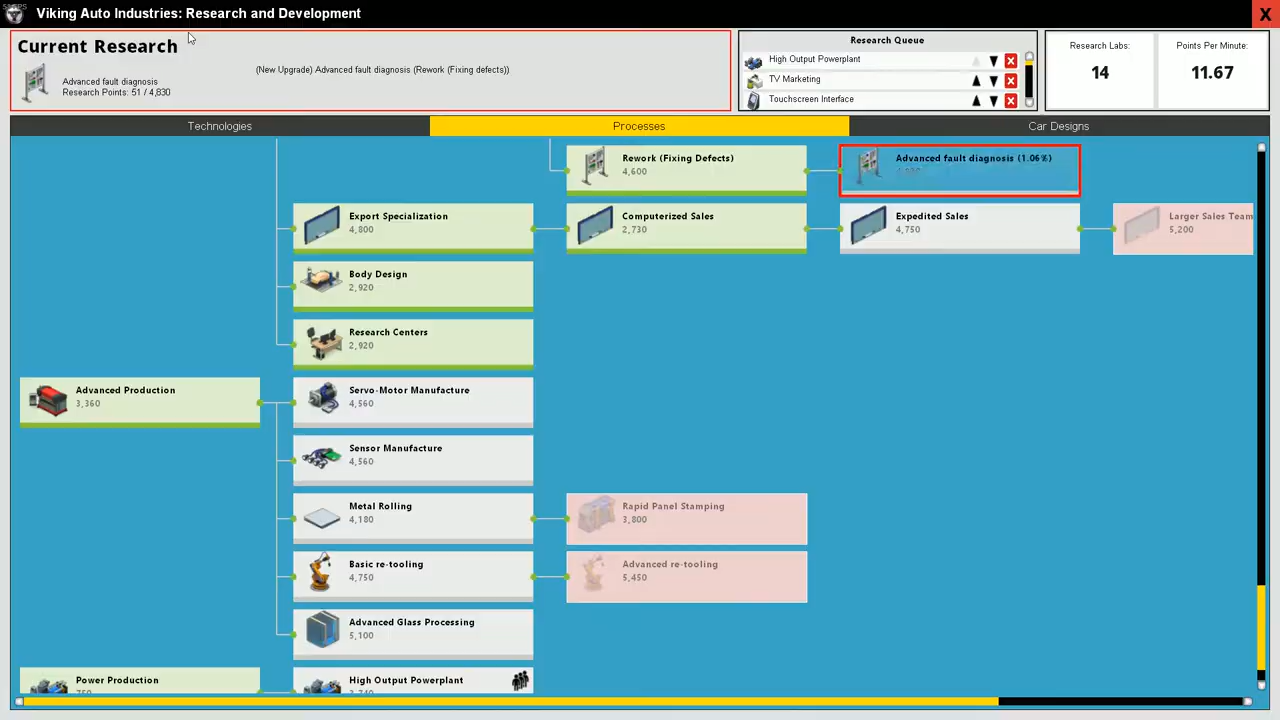 Viking Auto Industries: Research and Development
X
Current Research
Advanced fault diagnosis
Research Points: 51 / 4,830
(New Upgrade) Advanced fault diagnosis (Rework (Fixing defects))
Research Queue
High Output Powerplant
TV Marketing
Touchscreen Interface
Research Labs:
14
Points Per Minute:
11.67
Technologies
Processes
Car Designs
Rework (Fixing Defects)
4,600
Advanced fault diagnosis (1.06%)
Export Specialization
4,800
Computerized Sales
2,730
Expedited Sales
4,750
Larger Sales Team
5,200
Body Design
2,920
Research Centers
2,920
Advanced Production
3,360
Servo-Motor Manufacture
4,560
Sensor Manufacture
4,560
Metal Rolling
4,180
Rapid Panel Stamping
3,800
Basic re-tooling
4,750
Advanced re-tooling
5,450
Advanced Glass Processing
5,100
Power Production
750
High Output Powerplant